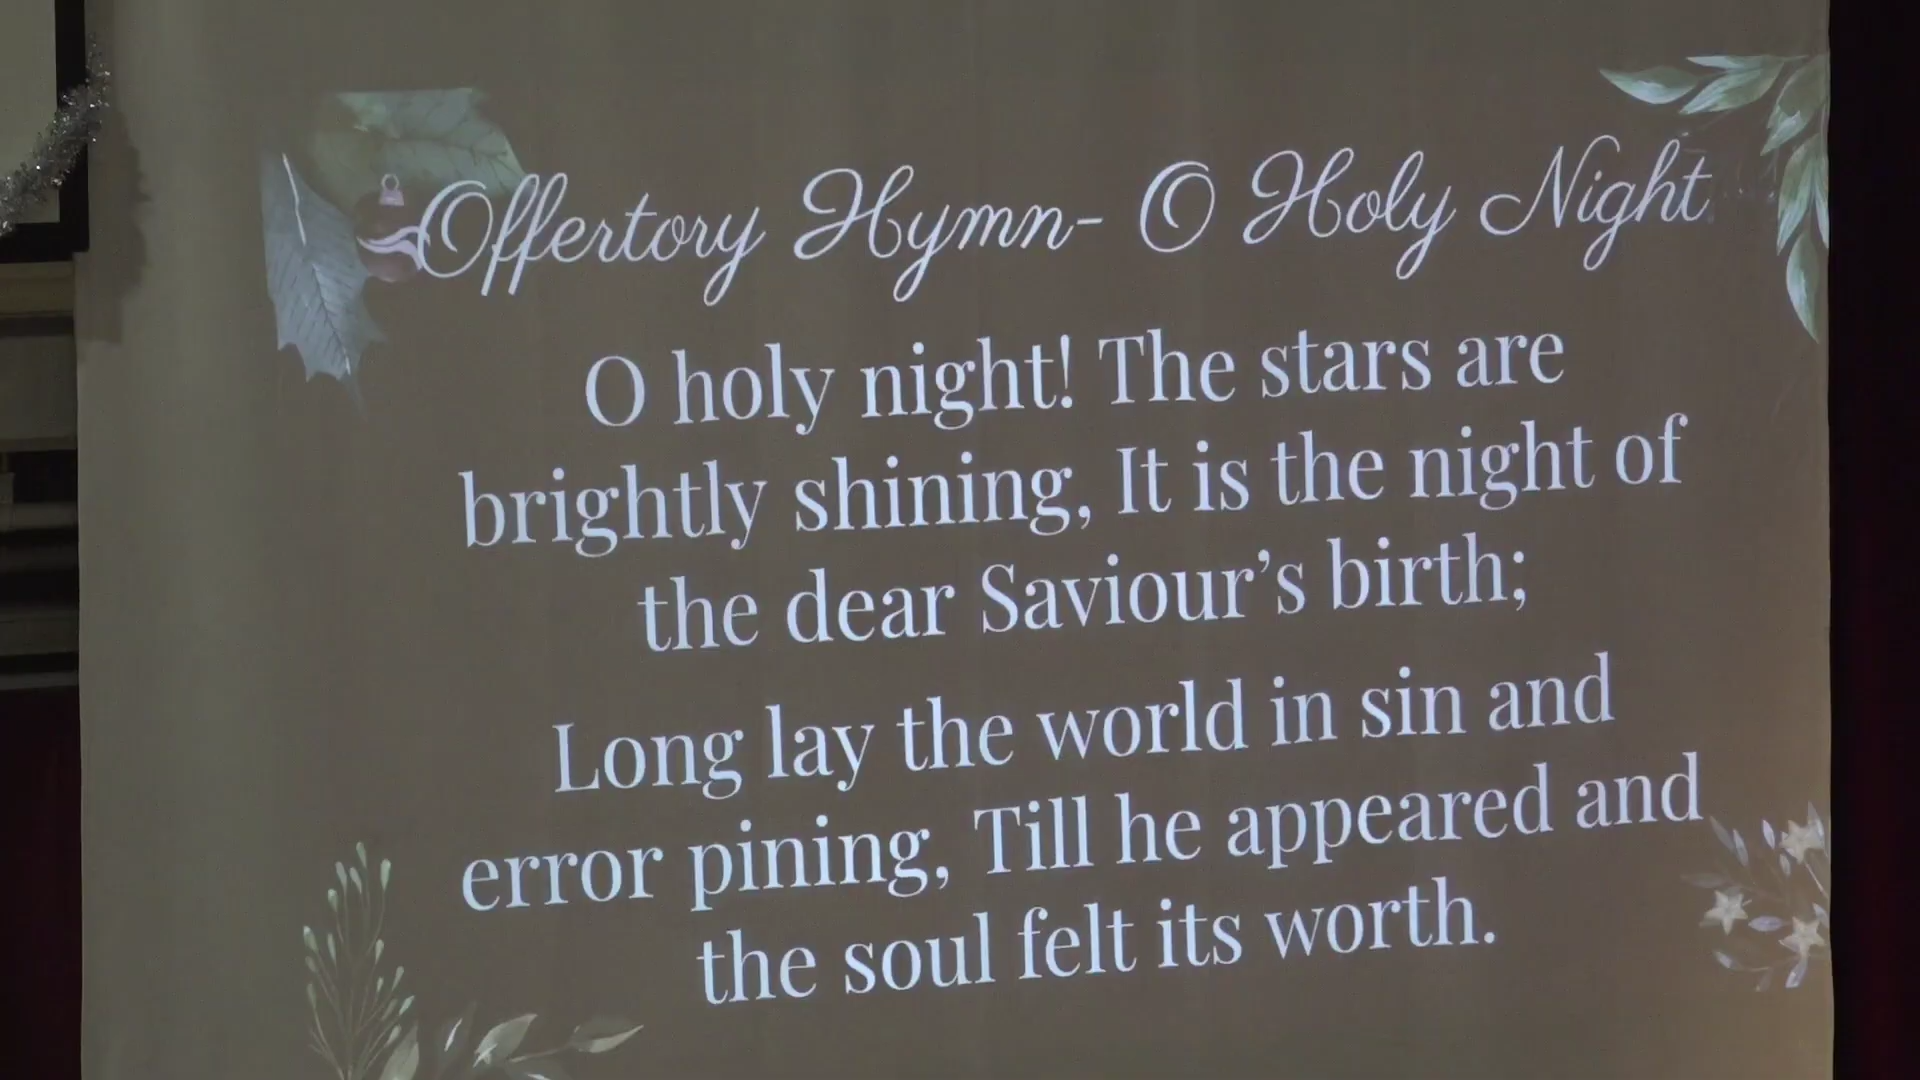 Offertory Hymn- O Holy Night
O holy night! The stars are
brightly shining, It is the night of
the dear Saviour’s birth;
Long lay the world in sin and
error pining, Till he appeared and
the soul felt its worth.